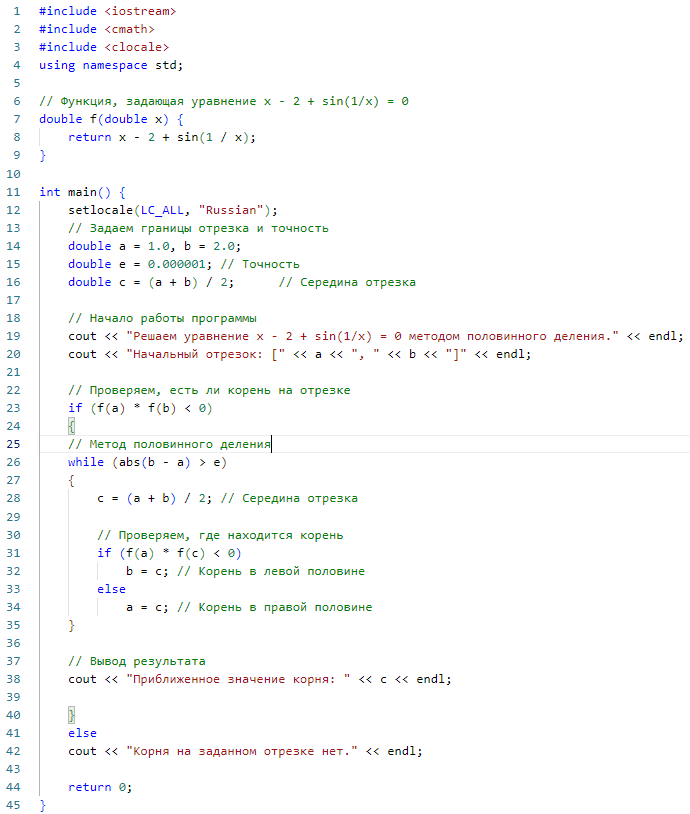 1 #include <iostream>
2 #include <cmath>
3 #include <clocale>
4 using namespace std;
5
6 // Функция, задающая уравнение x - 2 + sin(1/x) = 0
7 double f(double x) {
8     return x - 2 + sin(1 / x);
9 }
10
11 int main() {
12     setlocale(LC_ALL, "Russian");
13     // Задаем границы отрезка и точность
14     double a = 1.0, b = 2.0;
15     double e = 0.000001; // Точность
16     double c = (a + b) / 2;      // Середина отрезка
17
18     // Начало работы программы
19     cout << "Решаем уравнение x - 2 + sin(1/x) = 0 методом половинного деления." << endl;
20     cout << "Начальный отрезок: [" << a << ", " << b << "]" << endl;
21
22     // Проверяем, есть ли корень на отрезке
23     if (f(a) * f(b) < 0)
24     {
25     // Метод половинного деления
26     while (abs(b - a) > e)
27     {
28         c = (a + b) / 2; // Середина отрезка
29
30         // Проверяем, где находится корень
31         if (f(a) * f(c) < 0)
32             b = c; // Корень в левой половине
33         else
34             a = c; // Корень в правой половине
35     }
36
37     // Вывод результата
38     cout << "Приближенное значение корня: " << c << endl;
39
40     }
41     else
42     cout << "Корня на заданном отрезке нет." << endl;
43
44     return 0;
45 }